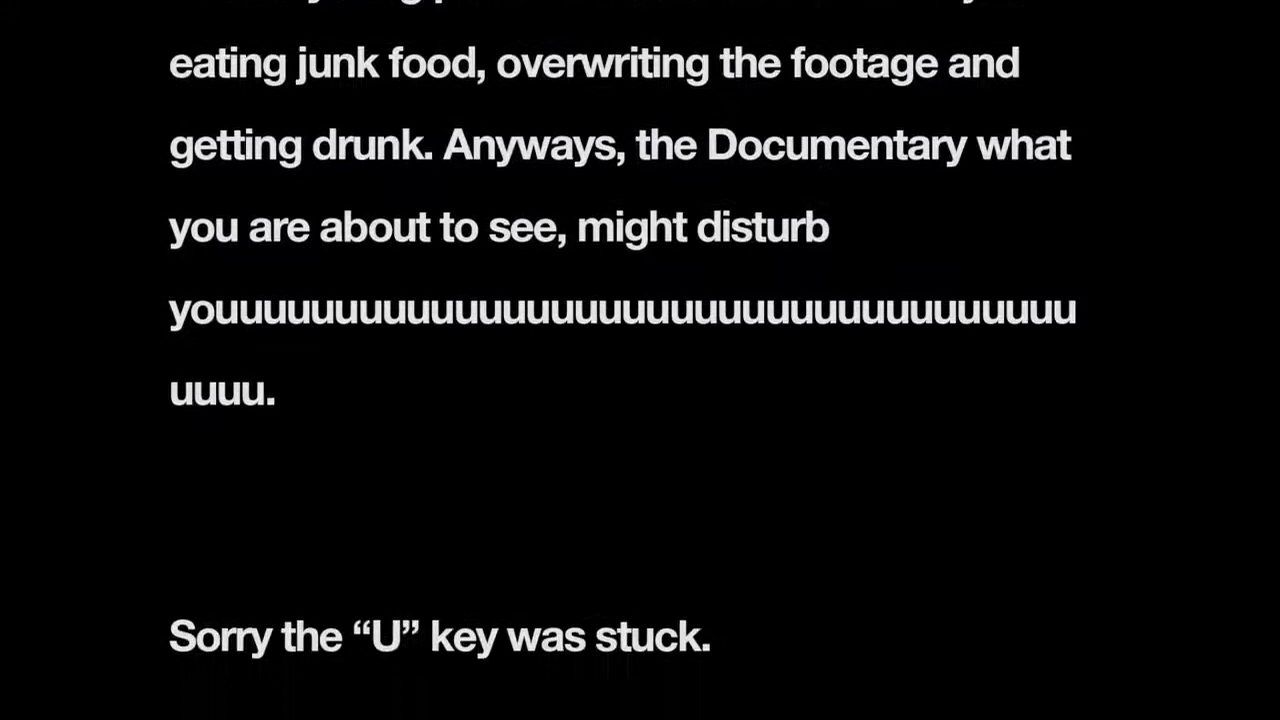 eating junk food, overwriting the footage and
getting drunk. Anyways, the Documentary what
you are about to see, might disturb
youuuuuuuuuuuuuuuuuuuuuuuuuuuuuuuuuuuu
uuuu.
Sorry the “U” key was stuck.